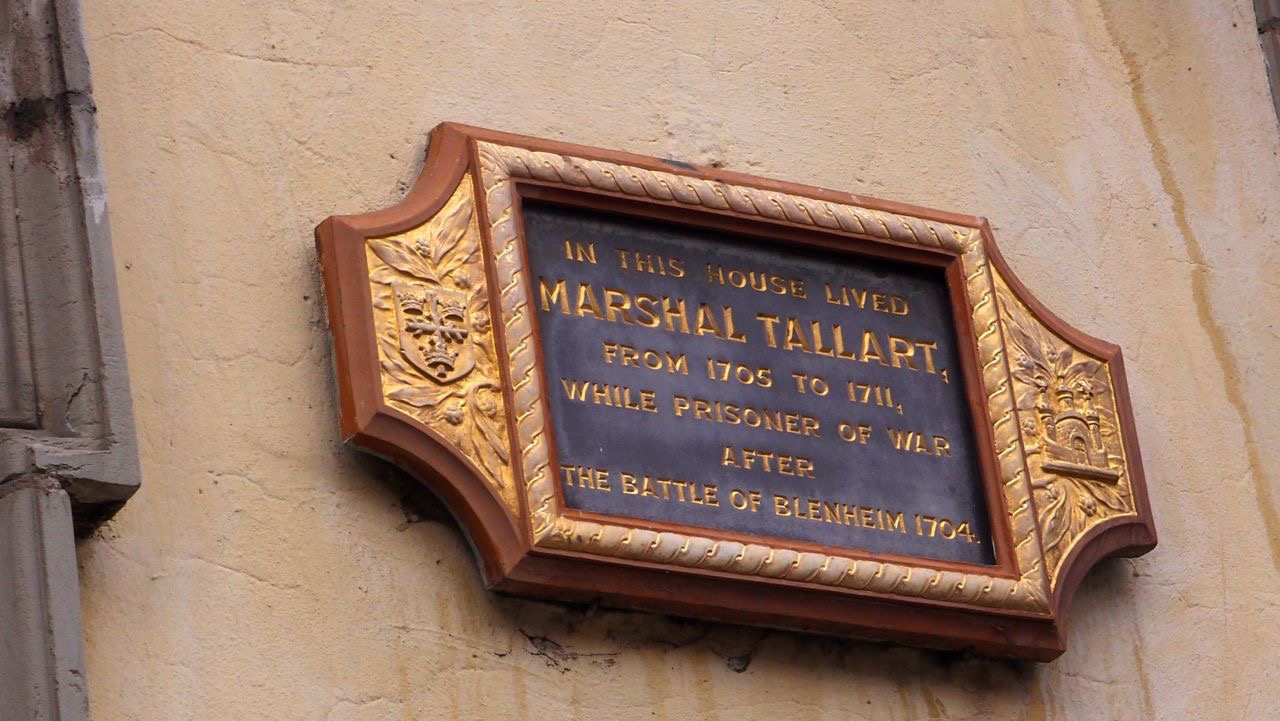 IN THIS HOUSE LIVED
MARSHAL TALLART,
FROM 1705 TO 1711,
WHILE PRISONER OF WAR
AFTER
THE BATTLE OF BLENHEIM 1704.